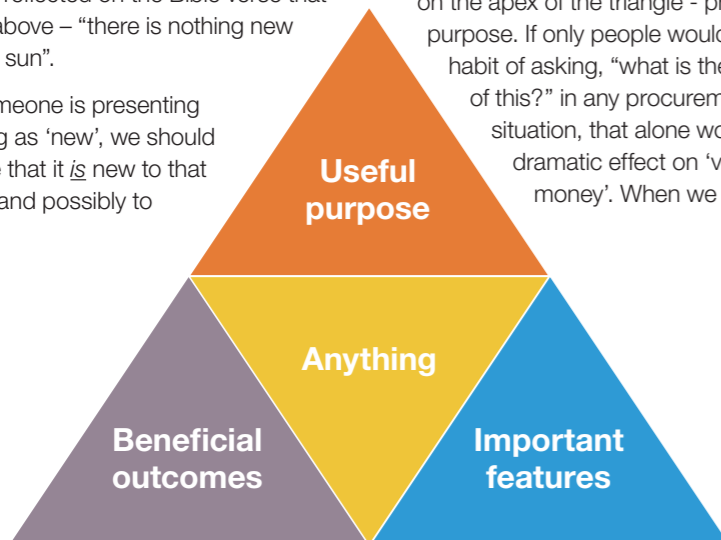 reflected on the Bible verse that
above – “there is nothing new
sun”.
meone is presenting
g as ‘new’, we should
that it is new to that
and possibly to
on the apex of the triangle - pr
purpose. If only people would
habit of asking, “what is the
of this?” in any procurem
situation, that alone wo
dramatic effect on ‘v
money’. When we
Useful
purpose
Anything
Beneficial
outcomes
Important
features